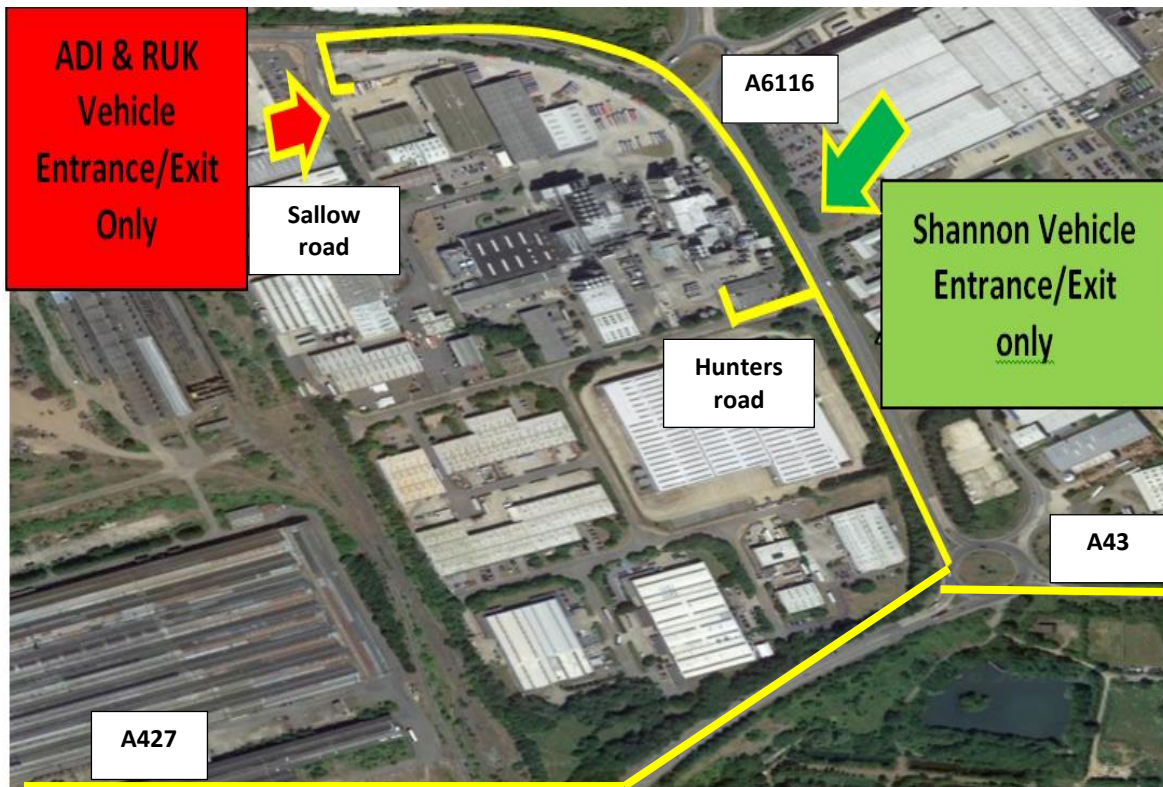 ADI & RUK
Vehicle
Entrance/Exit
Only
A6116
Sallow
road
Shannon Vehicle
Entrance/Exit
only
Hunters
road
A43
A427